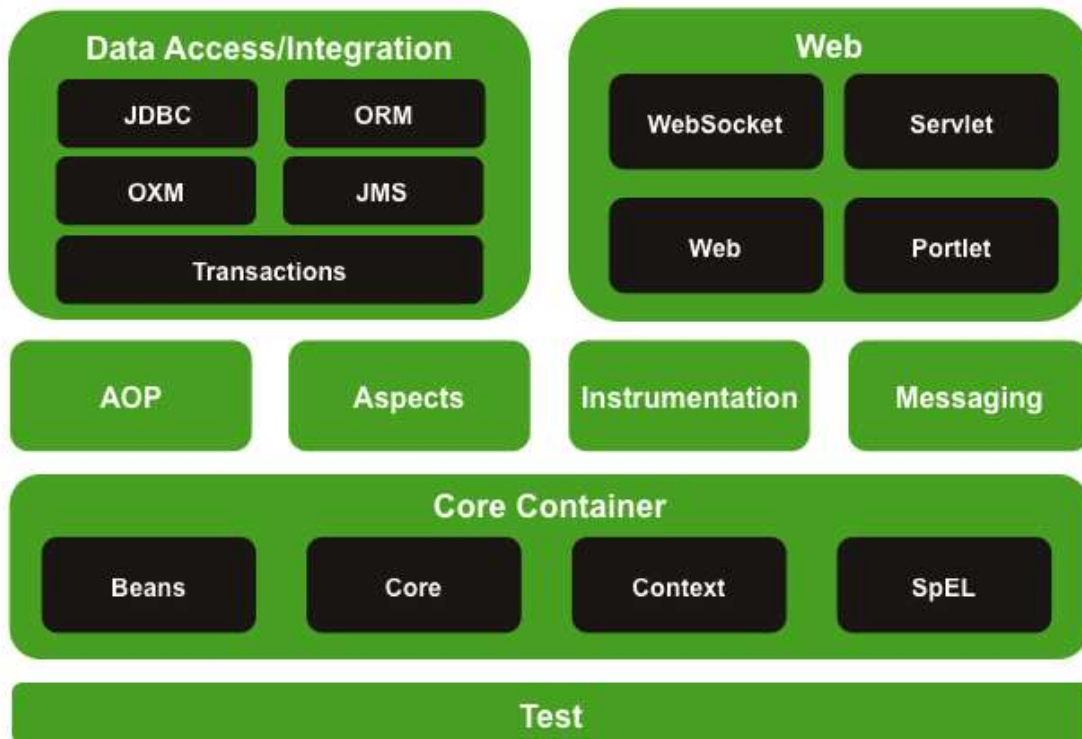 Data Access/Integration
JDBC
ORM
OXM
JMS
Transactions
Web
WebSocket
Servlet
Web
Portlet
AOP
Aspects
Instrumentation
Messaging
Core Container
Beans
Core
Context
SpEL
Test